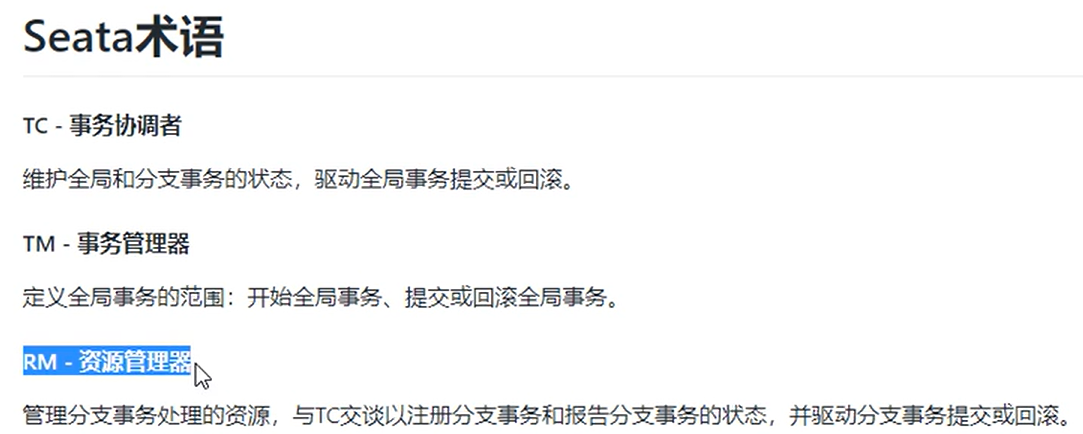 Seata术语
TC - 事务协调者
维护全局和分支事务的状态，驱动全局事务提交或回滚。
TM - 事务管理器
定义全局事务的范围：开始全局事务、提交或回滚全局事务。
RM - 资源管理器
管理分支事务处理的资源，与TC交谈以注册分支事务和报告分支事务的状态，并驱动分支事务提交或回滚。